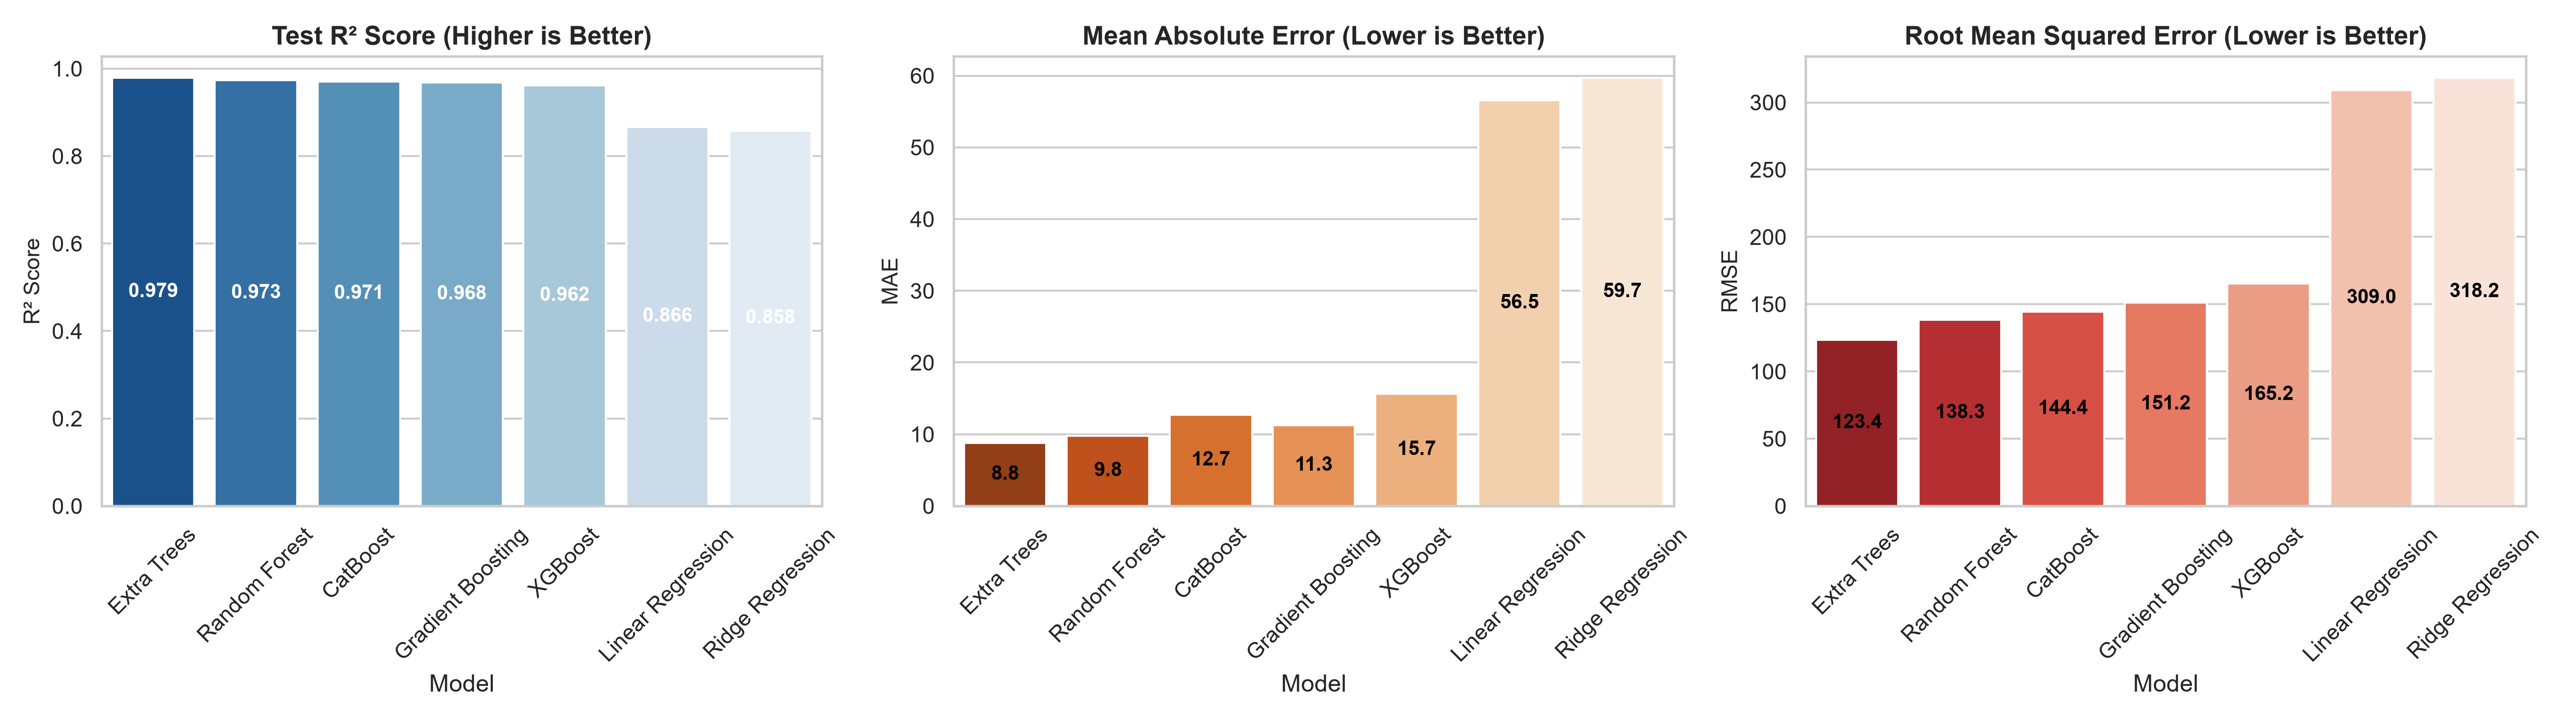 Test R² Score (Higher is Better)
R² Score
1.0
0.8
0.6
0.4
0.2
0.0
0.979
0.973
0.971
0.968
0.962
0.866
0.858
Extra Trees
Random Forest
CatBoost
Gradient Boosting
XGBoost
Linear Regression
Ridge Regression
Model
Mean Absolute Error (Lower is Better)
MAE
60
50
40
30
20
10
0
8.8
9.8
12.7
11.3
15.7
56.5
59.7
Extra Trees
Random Forest
CatBoost
Gradient Boosting
XGBoost
Linear Regression
Ridge Regression
Model
Root Mean Squared Error (Lower is Better)
RMSE
300
250
200
150
100
50
0
123.4
138.3
144.4
151.2
165.2
309.0
318.2
Extra Trees
Random Forest
CatBoost
Gradient Boosting
XGBoost
Linear Regression
Ridge Regression
Model